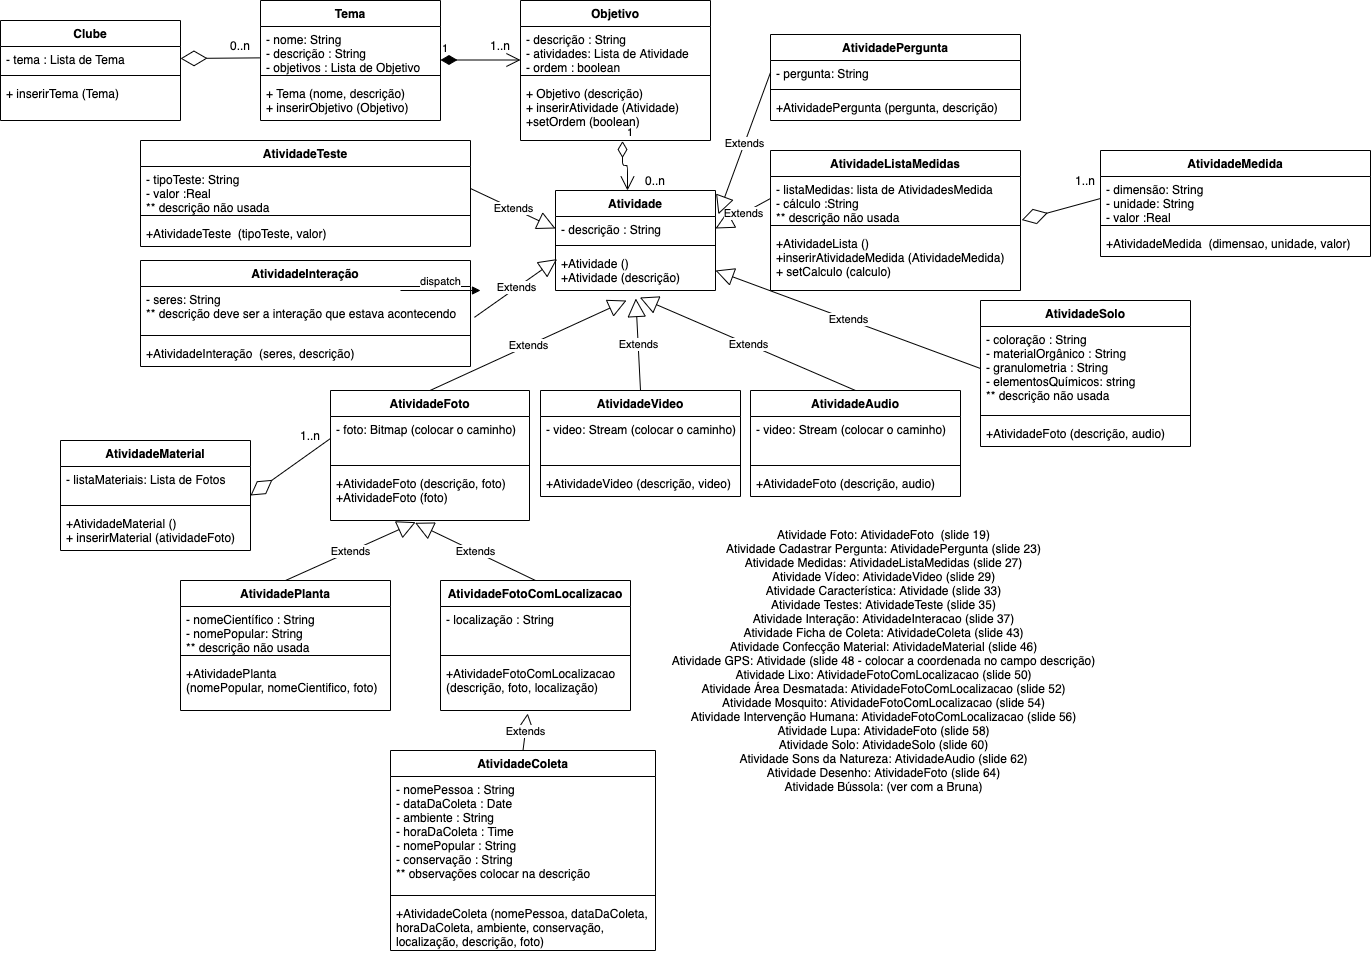 Clube
- tema : Lista de Tema
+ inserirTema (Tema)
0..n
Tema
- nome: String
- descrição : String
- objetivos : Lista de Objetivo
+ Tema (nome, descrição)
+ inserirObjetivo (Objetivo)
1
1..n
Objetivo
- descrição : String
- atividades: Lista de Atividade
- ordem : boolean
+ Objetivo (descrição)
+ inserirAtividade (Atividade)
+setOrdem (boolean)
1
0..n
AtividadePergunta
- pergunta: String
+AtividadePergunta (pergunta, descrição)
Extends
AtividadeTeste
- tipoTeste: String
- valor :Real
** descrição não usada
+AtividadeTeste  (tipoTeste, valor)
Extends
Atividade
- descrição : String
+Atividade ()
+Atividade (descrição)
AtividadeListaMedidas
- listaMedidas: lista de AtividadesMedida
- cálculo :String
** descrição não usada
+AtividadeLista ()
+inserirAtividadeMedida (AtividadeMedida)
+ setCalculo (calculo)
Extends
1..n
AtividadeMedida
- dimensão: String
- unidade: String
- valor :Real
+AtividadeMedida  (dimensao, unidade, valor)
AtividadeInteração
dispatch
- seres: String
** descrição deve ser a interação que estava acontecendo
+AtividadeInteração  (seres, descrição)
Extends
Extends
AtividadeSolo
- coloração : String
- materialOrgânico : String
- granulometria : String
- elementosQuímicos: string
** descrição não usada
+AtividadeFoto (descrição, audio)
Extends
Extends
Extends
AtividadeFoto
- foto: Bitmap (colocar o caminho)
+AtividadeFoto (descrição, foto)
+AtividadeFoto (foto)
AtividadeVideo
- video: Stream (colocar o caminho)
+AtividadeVideo (descrição, video)
AtividadeAudio
- video: Stream (colocar o caminho)
+AtividadeFoto (descrição, audio)
1..n
AtividadeMaterial
- listaMateriais: Lista de Fotos
+AtividadeMaterial ()
+ inserirMaterial (atividadeFoto)
Extends
Extends
AtividadePlanta
- nomeCientífico : String
- nomePopular: String
** descrição não usada
+AtividadePlanta
(nomePopular, nomeCientifico, foto)
AtividadeFotoComLocalizacao
- localização : String
+AtividadeFotoComLocalizacao
(descrição, foto, localização)
Extends
AtividadeColeta
- nomePessoa : String
- dataDaColeta : Date
- ambiente : String
- horaDaColeta : Time
- nomePopular : String
- conservação : String
** observações colocar na descrição
+AtividadeColeta (nomePessoa, dataDaColeta,
horaDaColeta, ambiente, conservação,
localização, descrição, foto)
Atividade Foto: AtividadeFoto  (slide 19)
Atividade Cadastrar Pergunta: AtividadePergunta (slide 23)
Atividade Medidas: AtividadeListaMedidas (slide 27)
Atividade Vídeo: AtividadeVideo (slide 29)
Atividade Característica: Atividade (slide 33)
Atividade Testes: AtividadeTeste (slide 35)
Atividade Interação: AtividadeInteracao (slide 37)
Atividade Ficha de Coleta: AtividadeColeta (slide 43)
Atividade Confecção Material: AtividadeMaterial (slide 46)
Atividade GPS: Atividade (slide 48 - colocar a coordenada no campo descrição)
Atividade Lixo: AtividadeFotoComLocalizacao (slide 50)
Atividade Área Desmatada: AtividadeFotoComLocalizacao (slide 52)
Atividade Mosquito: AtividadeFotoComLocalizacao (slide 54)
Atividade Intervenção Humana: AtividadeFotoComLocalizacao (slide 56)
Atividade Lupa: AtividadeFoto (slide 58)
Atividade Solo: AtividadeSolo (slide 60)
Atividade Sons da Natureza: AtividadeAudio (slide 62)
Atividade Desenho: AtividadeFoto (slide 64)
Atividade Bússola: (ver com a Bruna)